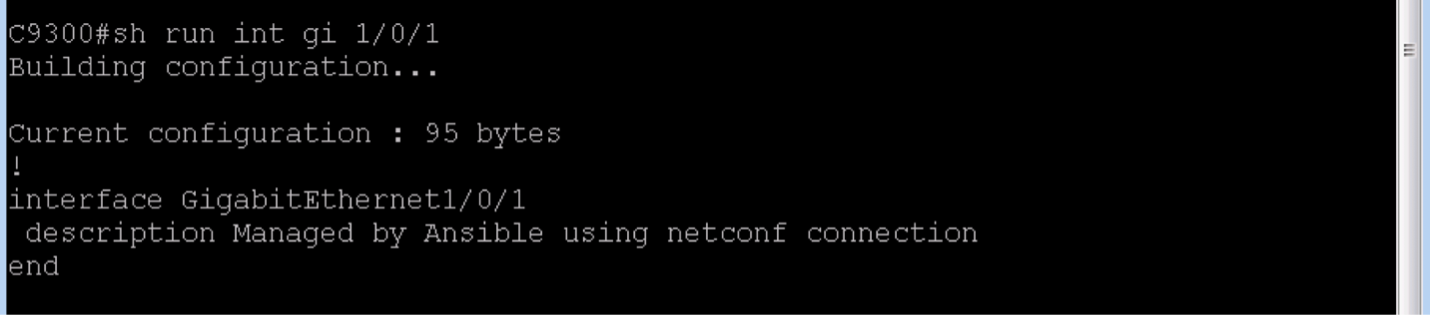 C9300#sh run int gi 1/0/1
Building configuration...
Current configuration : 95 bytes
!
interface GigabitEthernet1/0/1
 description Managed by Ansible using netconf connection
end